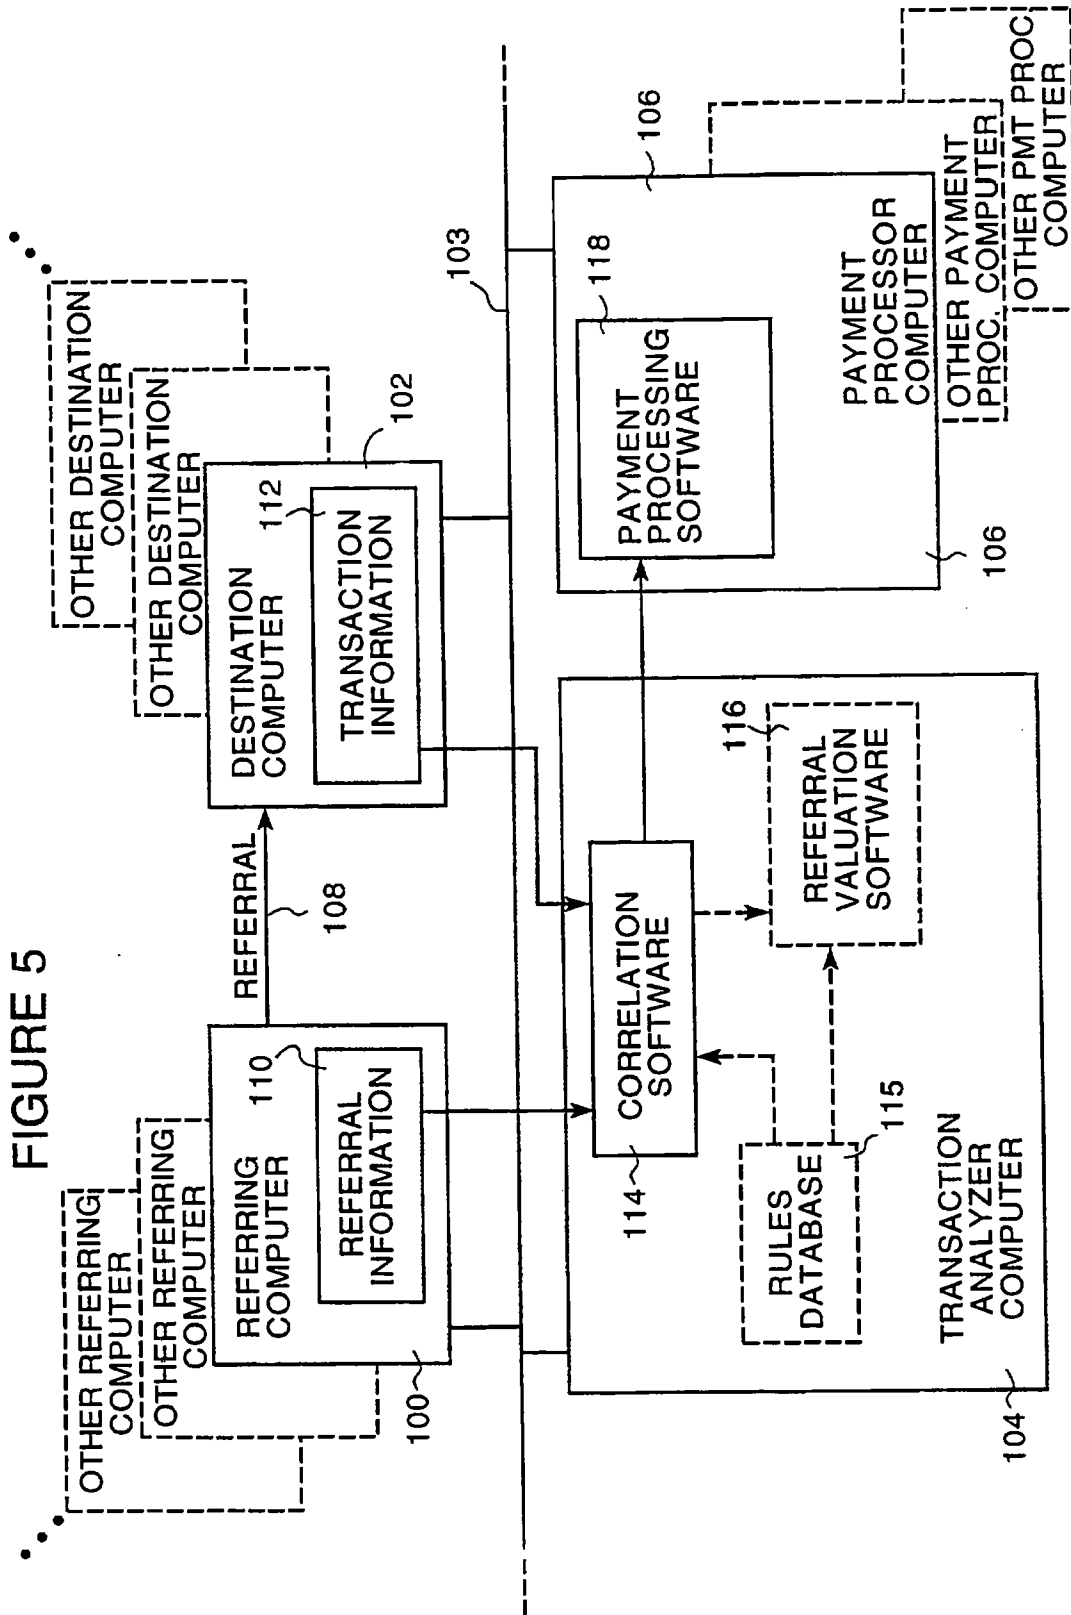 FIGURE 5
OTHER REFERRING
COMPUTER
OTHER REFERRING
COMPUTER
REFERRING
COMPUTER
110
REFERRAL
INFORMATION
100
REFERRAL
108
OTHER DESTINATION
COMPUTER
OTHER DESTINATION
COMPUTER
DESTINATION
COMPUTER
112
TRANSACTION
INFORMATION
102
103
114
CORRELATION
SOFTWARE
RULES
DATABASE
115
116
REFERRAL
VALUATION
SOFTWARE
TRANSACTION
ANALYZER
COMPUTER
104
106
118
PAYMENT
PROCESSING
SOFTWARE
PAYMENT
PROCESSOR
COMPUTER
106
OTHER PAYMENT
PROC. COMPUTER
OTHER PMT PROC
COMPUTER